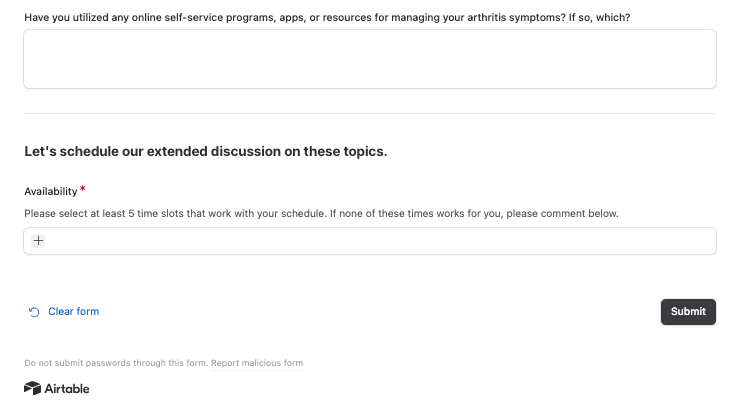 Have you utilized any online self-service programs, apps, or resources for managing your arthritis symptoms? If so, which?
Let's schedule our extended discussion on these topics.
Availability *
Please select at least 5 time slots that work with your schedule. If none of these times works for you, please comment below.
+
Clear form
Submit
Do not submit passwords through this form. Report malicious form
Airtable